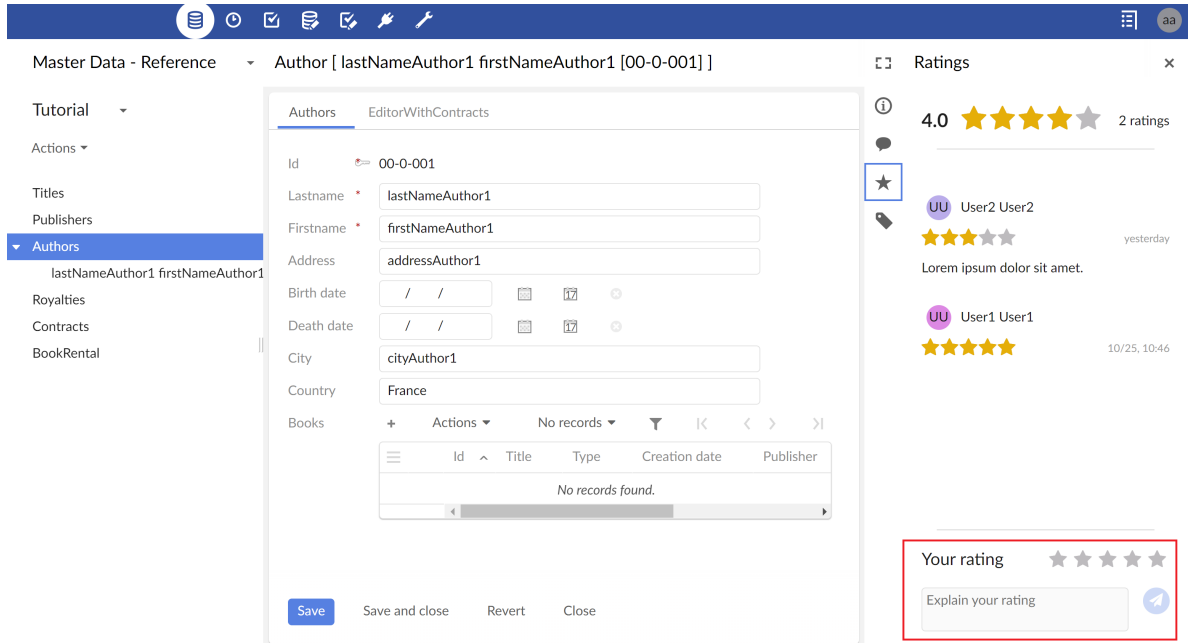 aa
Master Data - Reference
Author [ lastNameAuthor1 firstNameAuthor1 [00-0-001] ]
Ratings
Tutorial
Actions
Titles
Publishers
Authors
lastNameAuthor1 firstNameAuthor1
Royalties
Contracts
BookRental
Authors EditorWithContracts
Id 00-0-001
Lastname * lastNameAuthor1
Firstname * firstNameAuthor1
Address addressAuthor1
Birth date / / 17
Death date / / 17
City cityAuthor1
Country France
Books + Actions No records
Id Title Type Creation date Publisher
No records found.
Save Save and close Revert Close
4.0 2 ratings
UU User2 User2
yesterday
Lorem ipsum dolor sit amet.
UU User1 User1
10/25, 10:46
Your rating
Explain your rating